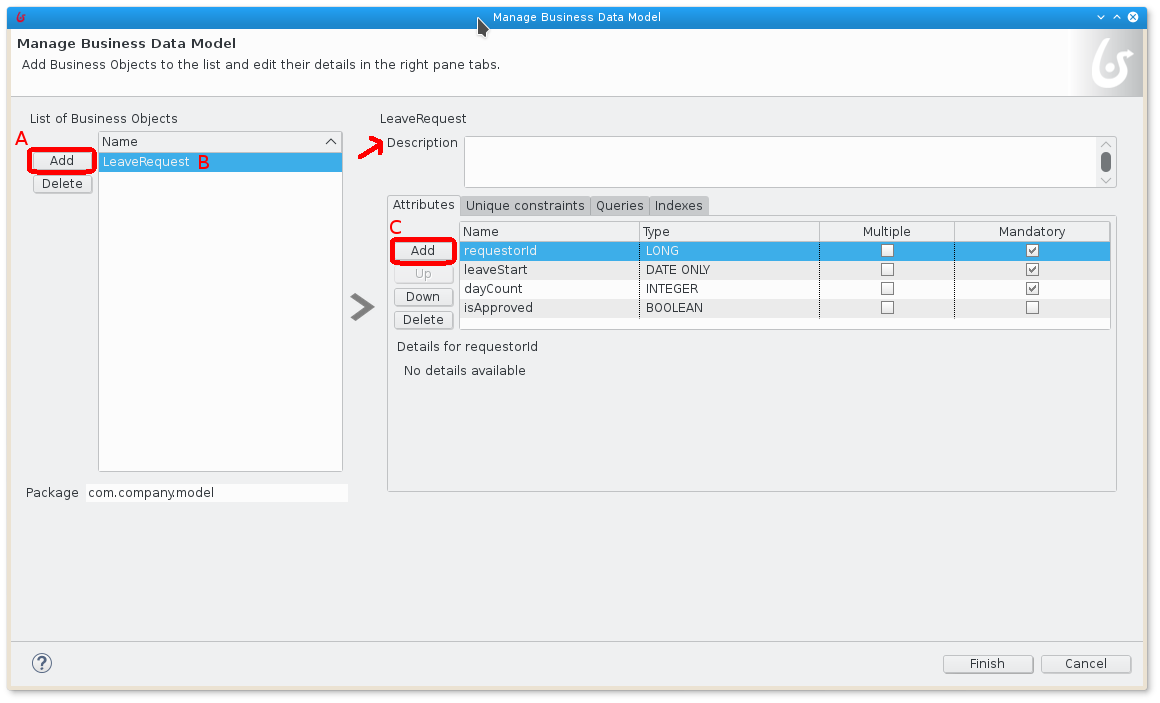 Manage Business Data Model
Manage Business Data Model
Add Business Objects to the list and edit their details in the right pane tabs.
List of Business Objects
A
Name
Add
LeaveRequest B
Delete
Package com.company.model
LeaveRequest
Description
Attributes Unique constraints Queries Indexes
C
Name Type Multiple Mandatory
Add
Up
Down
Delete
requestorId LONG
leaveStart DATE ONLY
dayCount INTEGER
isApproved BOOLEAN
Details for requestorId
No details available
?
Finish Cancel